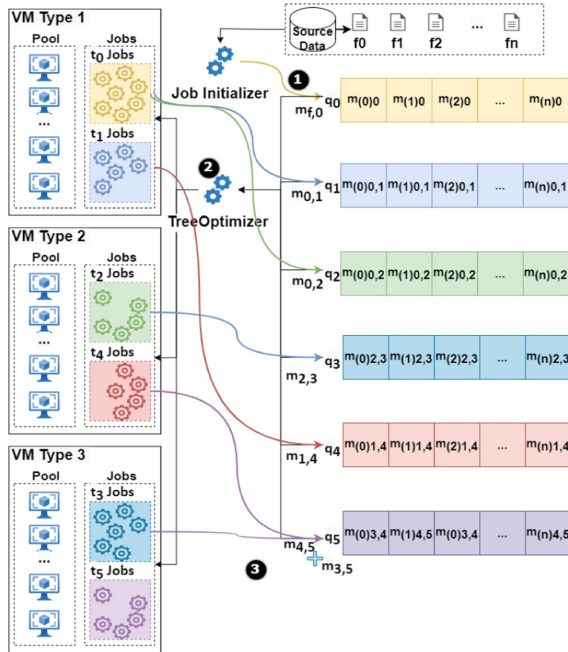 VM Type 1
Pool
Jobs
t0 Jobs
...
t1 Jobs
VM Type 2
Pool
Jobs
t2 Jobs
...
t4 Jobs
VM Type 3
Pool
Jobs
t3 Jobs
...
t5 Jobs
Source Data
f0 f1 f2 ... fn
Job Initializer
1
2
TreeOptimizer
3
mf,0
q0 m(0)0 m(1)0 m(2)0 ... m(n)0
m0,1
q1 m(0)0,1 m(1)0,1 m(2)0,1 ... m(n)0,1
m0,2
q2 m(0)0,2 m(1)0,2 m(2)0,2 ... m(n)0,2
m2,3
q3 m(0)2,3 m(1)2,3 m(2)2,3 ... m(n)2,3
m1,4
q4 m(0)1,4 m(1)1,4 m(2)1,4 ... m(n)1,4
m4,5
q5 m(0)3,4 m(1)4,5 m(0)3,4 ... m(n)4,5
m3,5